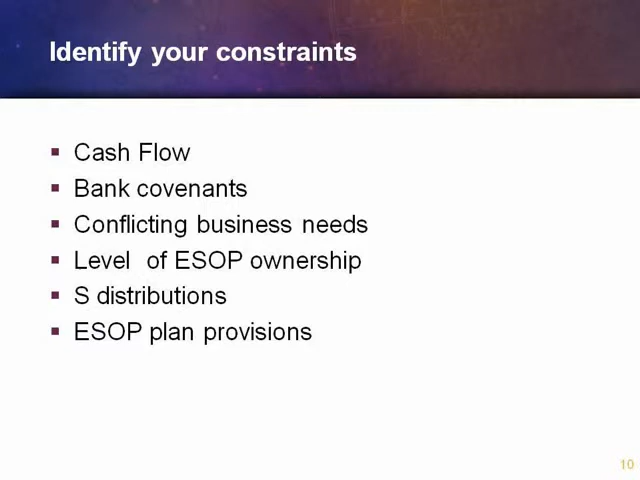 Identify your constraints
▪ Cash Flow
▪ Bank covenants
▪ Conflicting business needs
▪ Level  of ESOP ownership
▪ S distributions
▪ ESOP plan provisions
10